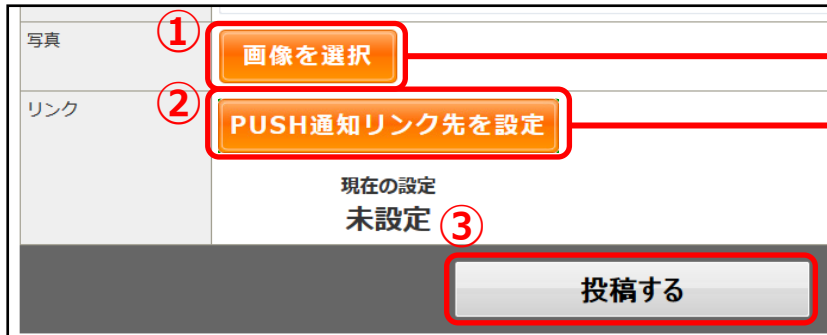 写真
①
画像を選択
リンク
②
PUSH通知リンク先を設定
現在の設定
未設定
③
投稿する